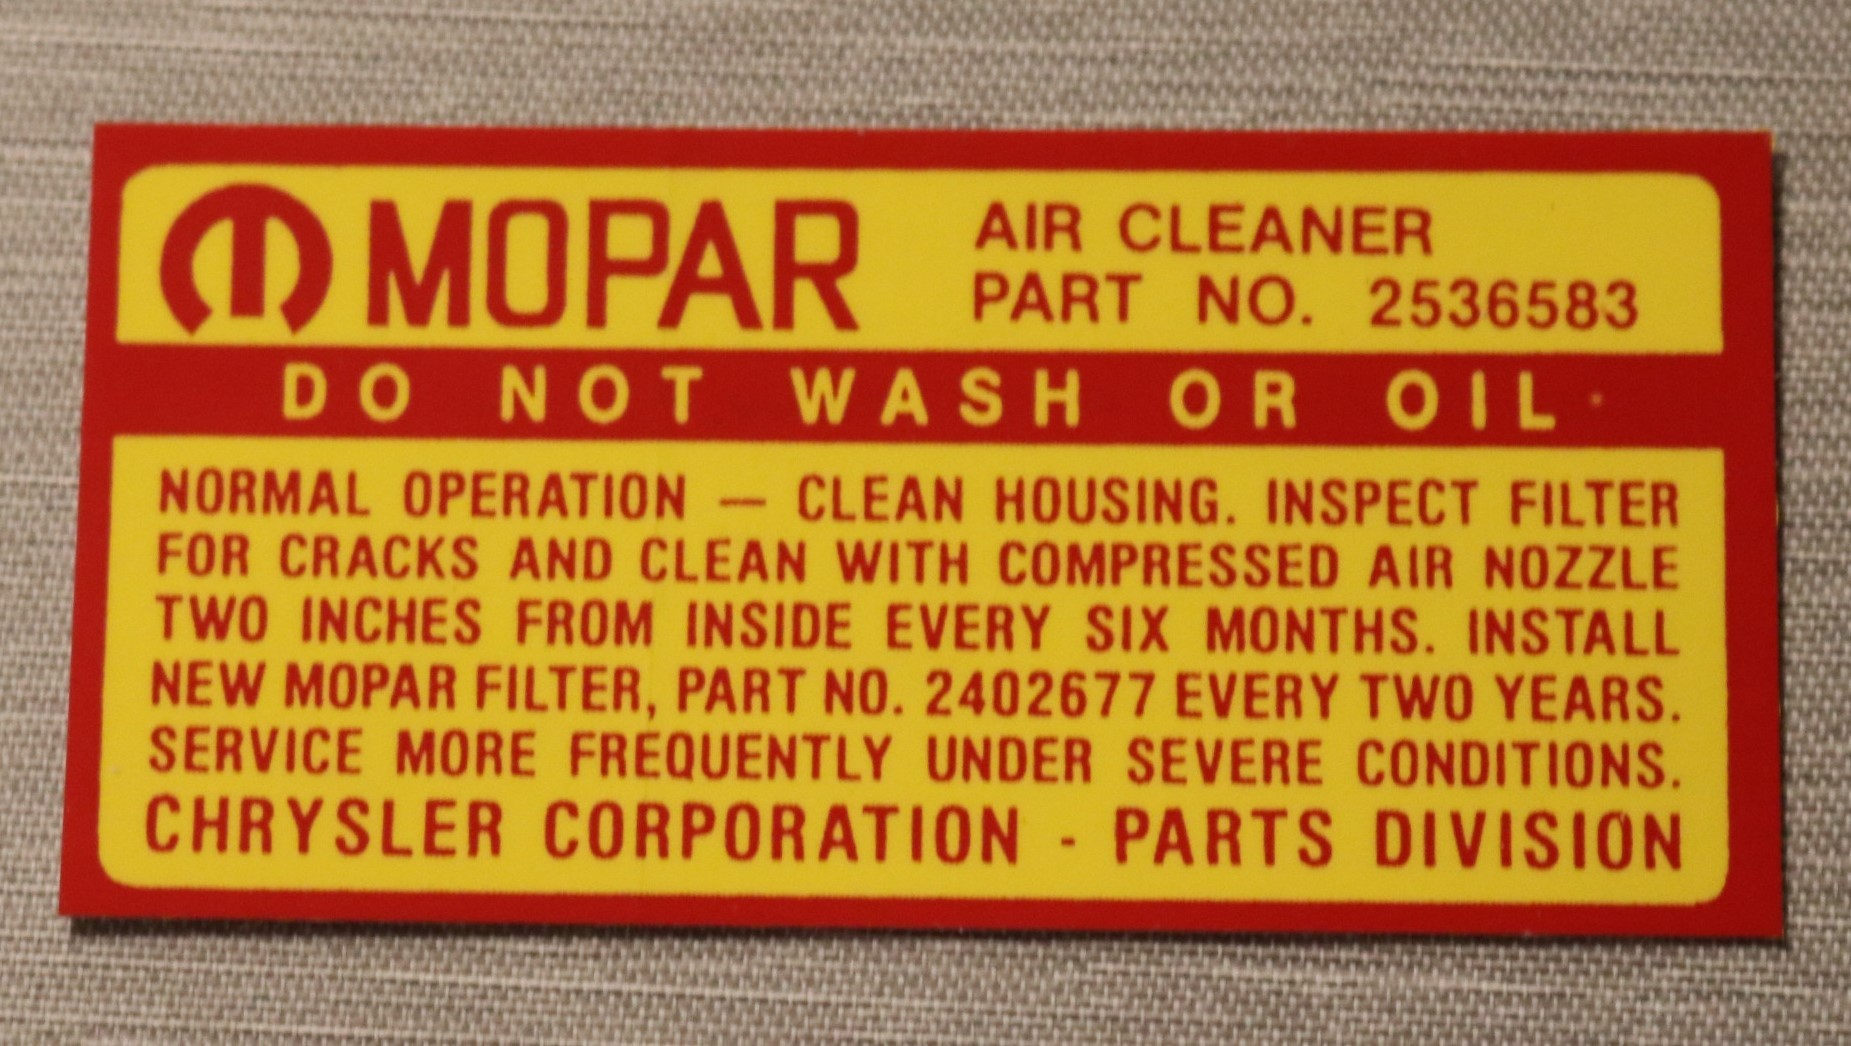 MOPAR AIR CLEANER
PART NO. 2536583
DO NOT WASH OR OIL
NORMAL OPERATION — CLEAN HOUSING. INSPECT FILTER
FOR CRACKS AND CLEAN WITH COMPRESSED AIR NOZZLE
TWO INCHES FROM INSIDE EVERY SIX MONTHS. INSTALL
NEW MOPAR FILTER, PART NO. 2402677 EVERY TWO YEARS.
SERVICE MORE FREQUENTLY UNDER SEVERE CONDITIONS.
CHRYSLER CORPORATION - PARTS DIVISION